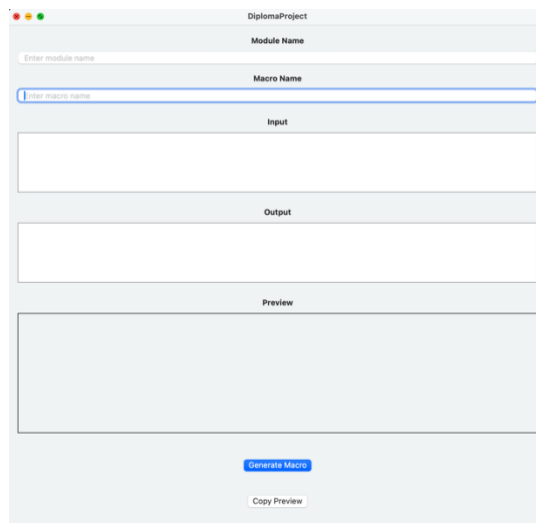 DiplomaProject
Module Name
Enter module name
Macro Name
Enter macro name
Input
Output
Preview
Generate Macro
Copy Preview